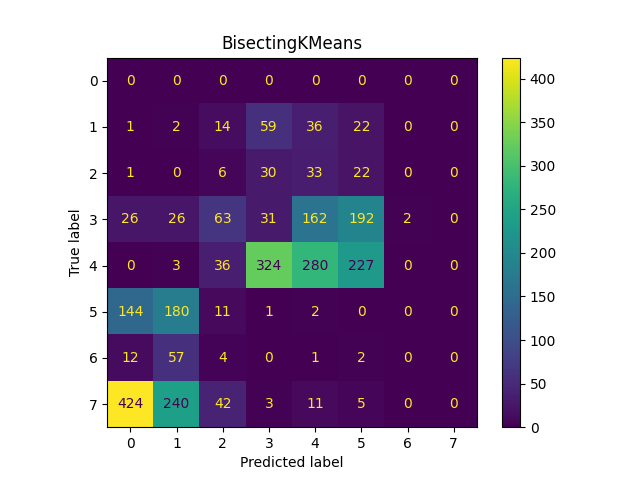 BisectingKMeans
True label
0 0 0 0 0 0 0 0 0
1 1 2 14 59 36 22 0 0
2 1 0 6 30 33 22 0 0
3 26 26 63 31 162 192 2 0
4 0 3 36 324 280 227 0 0
5 144 180 11 1 2 0 0 0
6 12 57 4 0 1 2 0 0
7 424 240 42 3 11 5 0 0
0 1 2 3 4 5 6 7
Predicted label
400
350
300
250
200
150
100
50
0